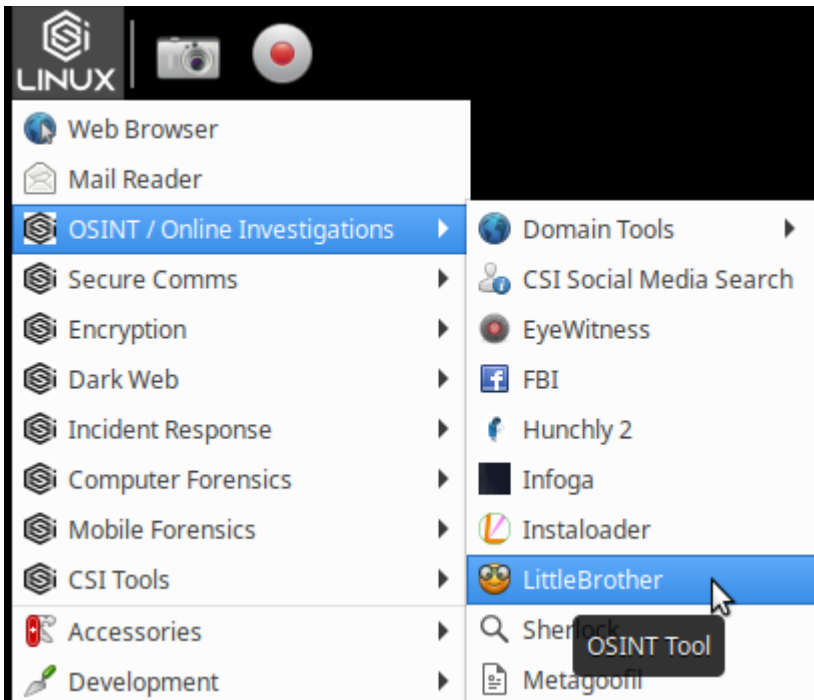 Si
LINUX
Web Browser
Mail Reader
OSINT / Online Investigations
Secure Comms
Encryption
Dark Web
Incident Response
Computer Forensics
Mobile Forensics
CSI Tools
Accessories
Development
Domain Tools
CSI Social Media Search
EyeWitness
FBI
Hunchly 2
Infoga
Instaloader
LittleBrother
Sherlock
OSINT Tool
Metagoofil